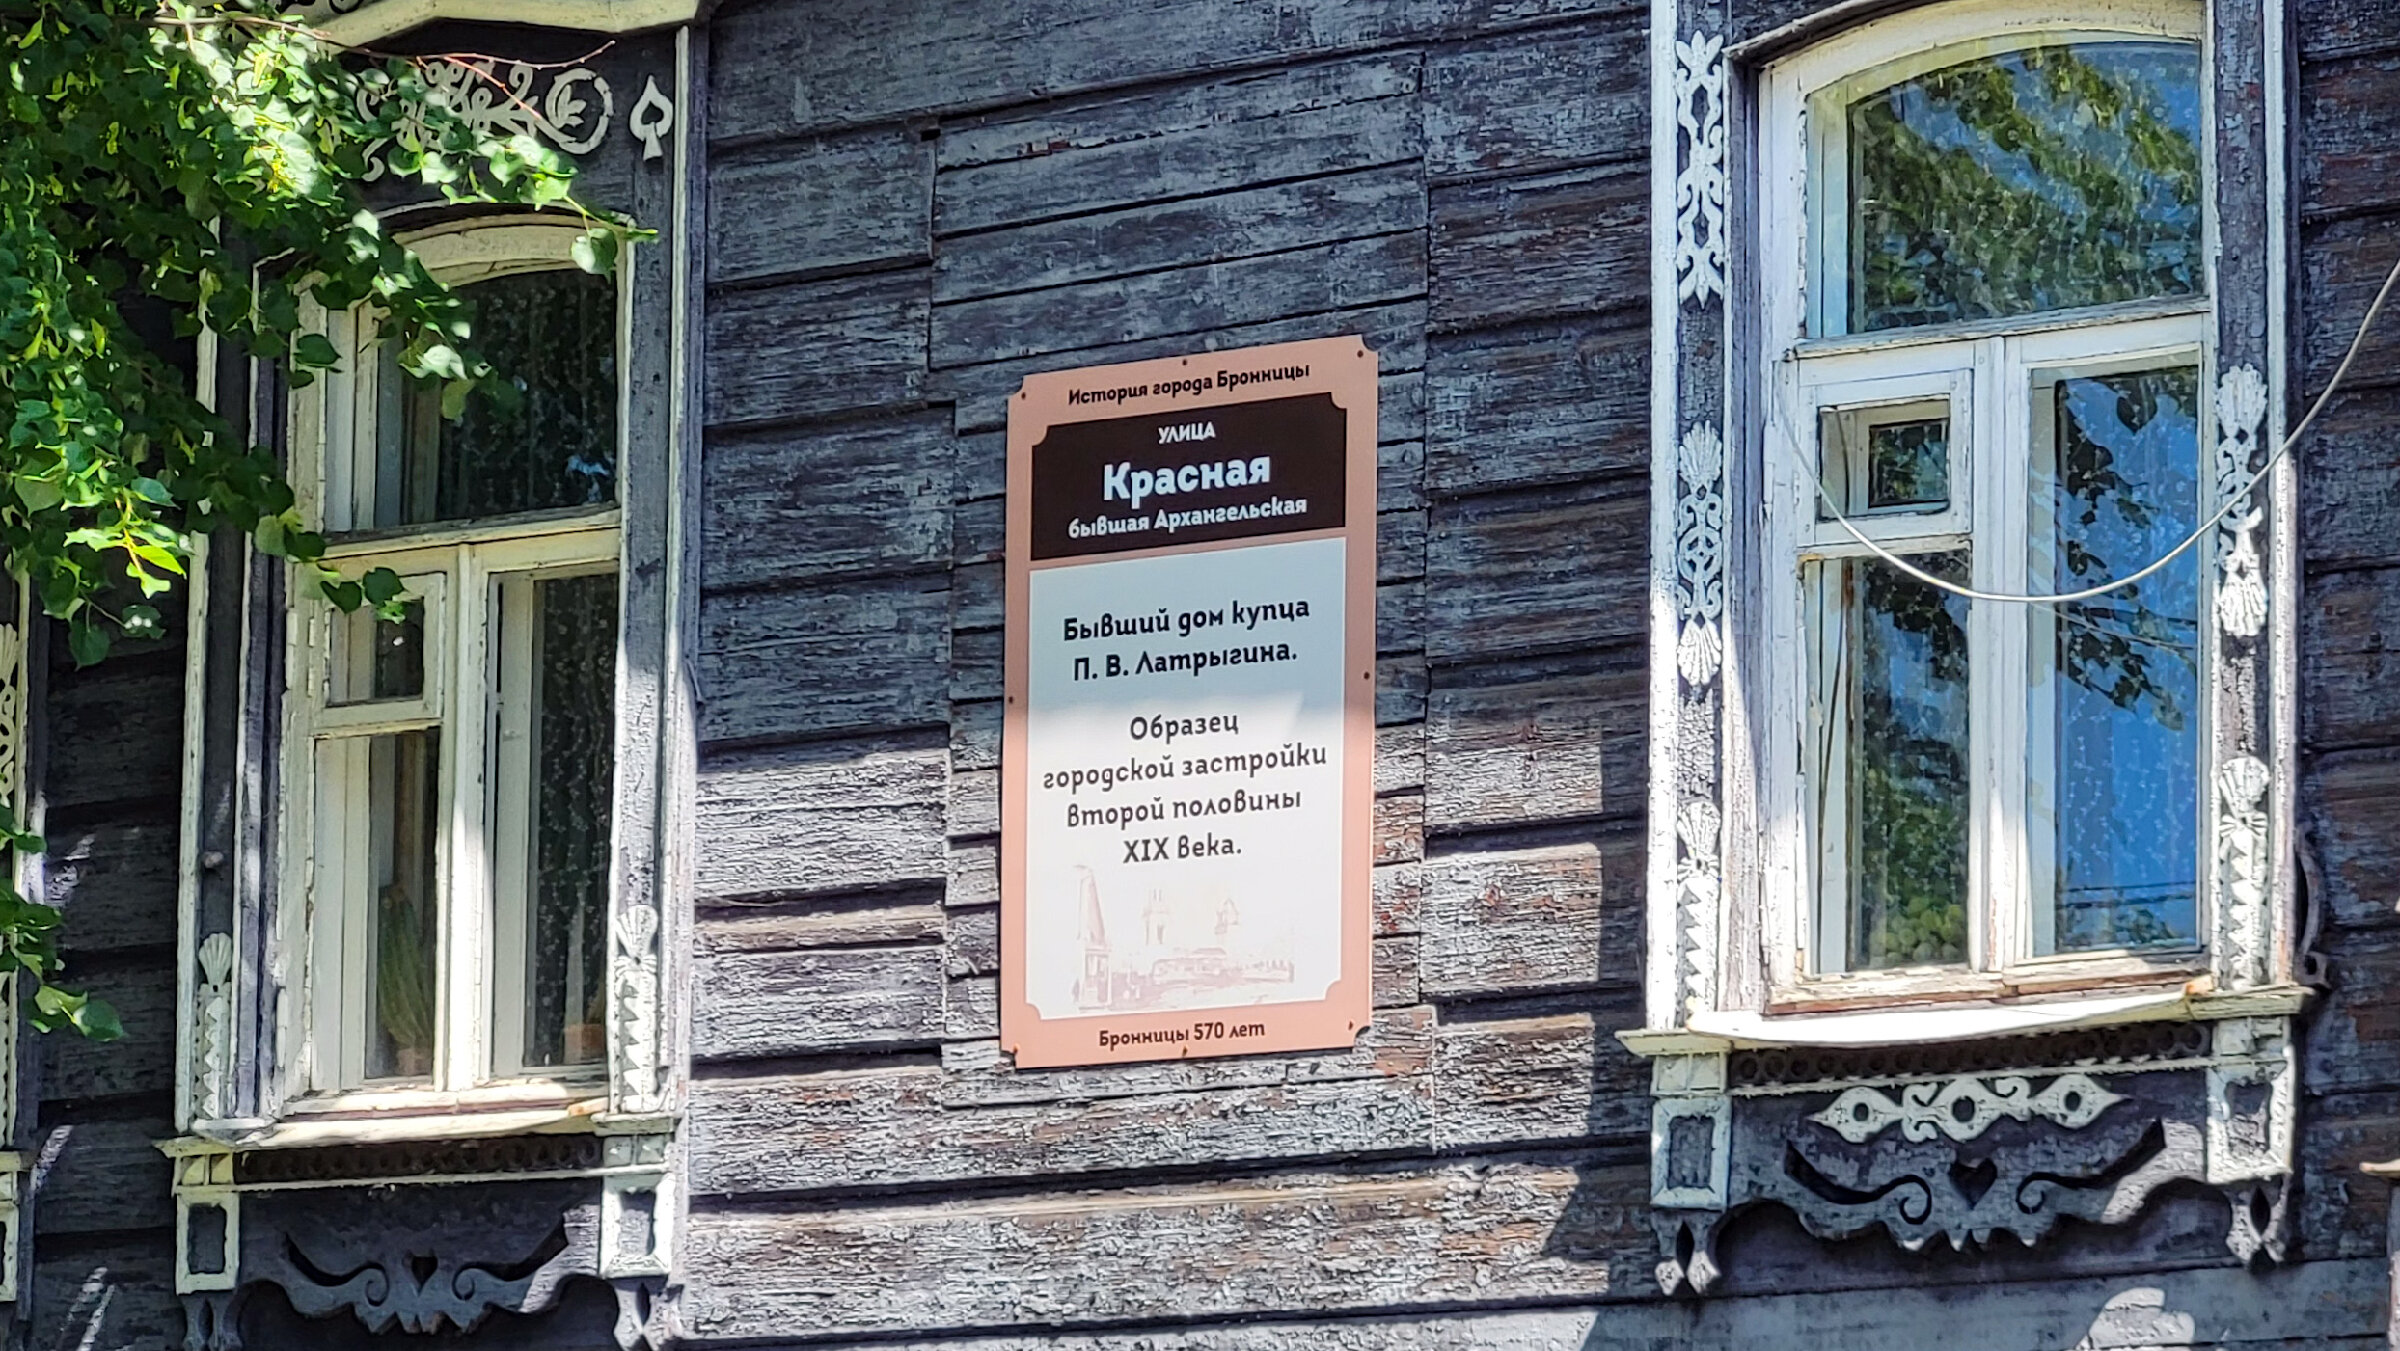 История города Бронницы
УЛИЦА
Красная
бывшая Архангельская
Бывший дом купца
П. В. Латрыгина.
Образец
городской застройки
второй половины
XIX века.
Бронницы 570 лет